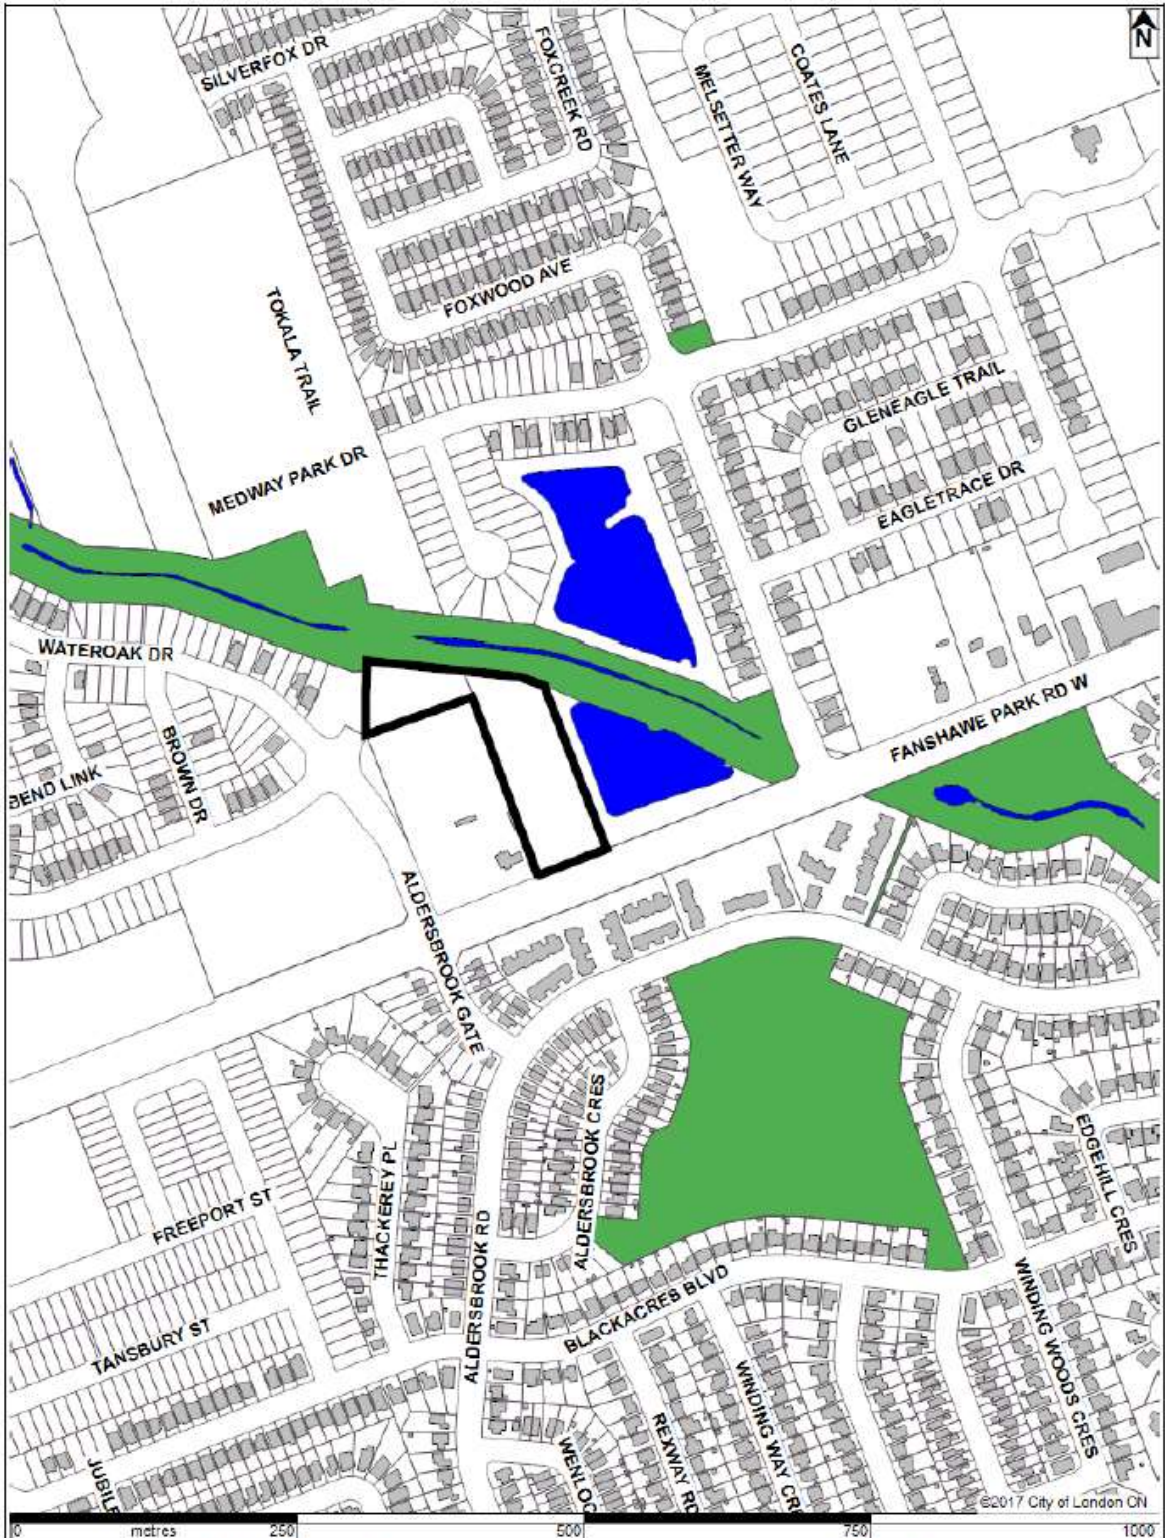 N
SILVERFOX DR
FOXCREEK RD
MELSETTER WAY
COATES LANE
FOXWOOD AVE
TOKALA TRAIL
GLENEAGLE TRAIL
MEDWAY PARK DR
EAGLETRACE DR
WATEROAK DR
FANSHAWE PARK RD W
BROWN DR
BEND LINK
ALDERSBROOK GATE
ALDERSBROOK CRES
EDGEHILL CRES
THACKEREY PL
FREEPORT ST
ALDERSBROOK RD
BLACKACRES BLVD
WINDING WOODS CRES
TANSBURY ST
WINDING WAY CR
REXWAY RD
WENLOC
JUBILE
©2017 City of London ON
0 metres 250 500 750 1000